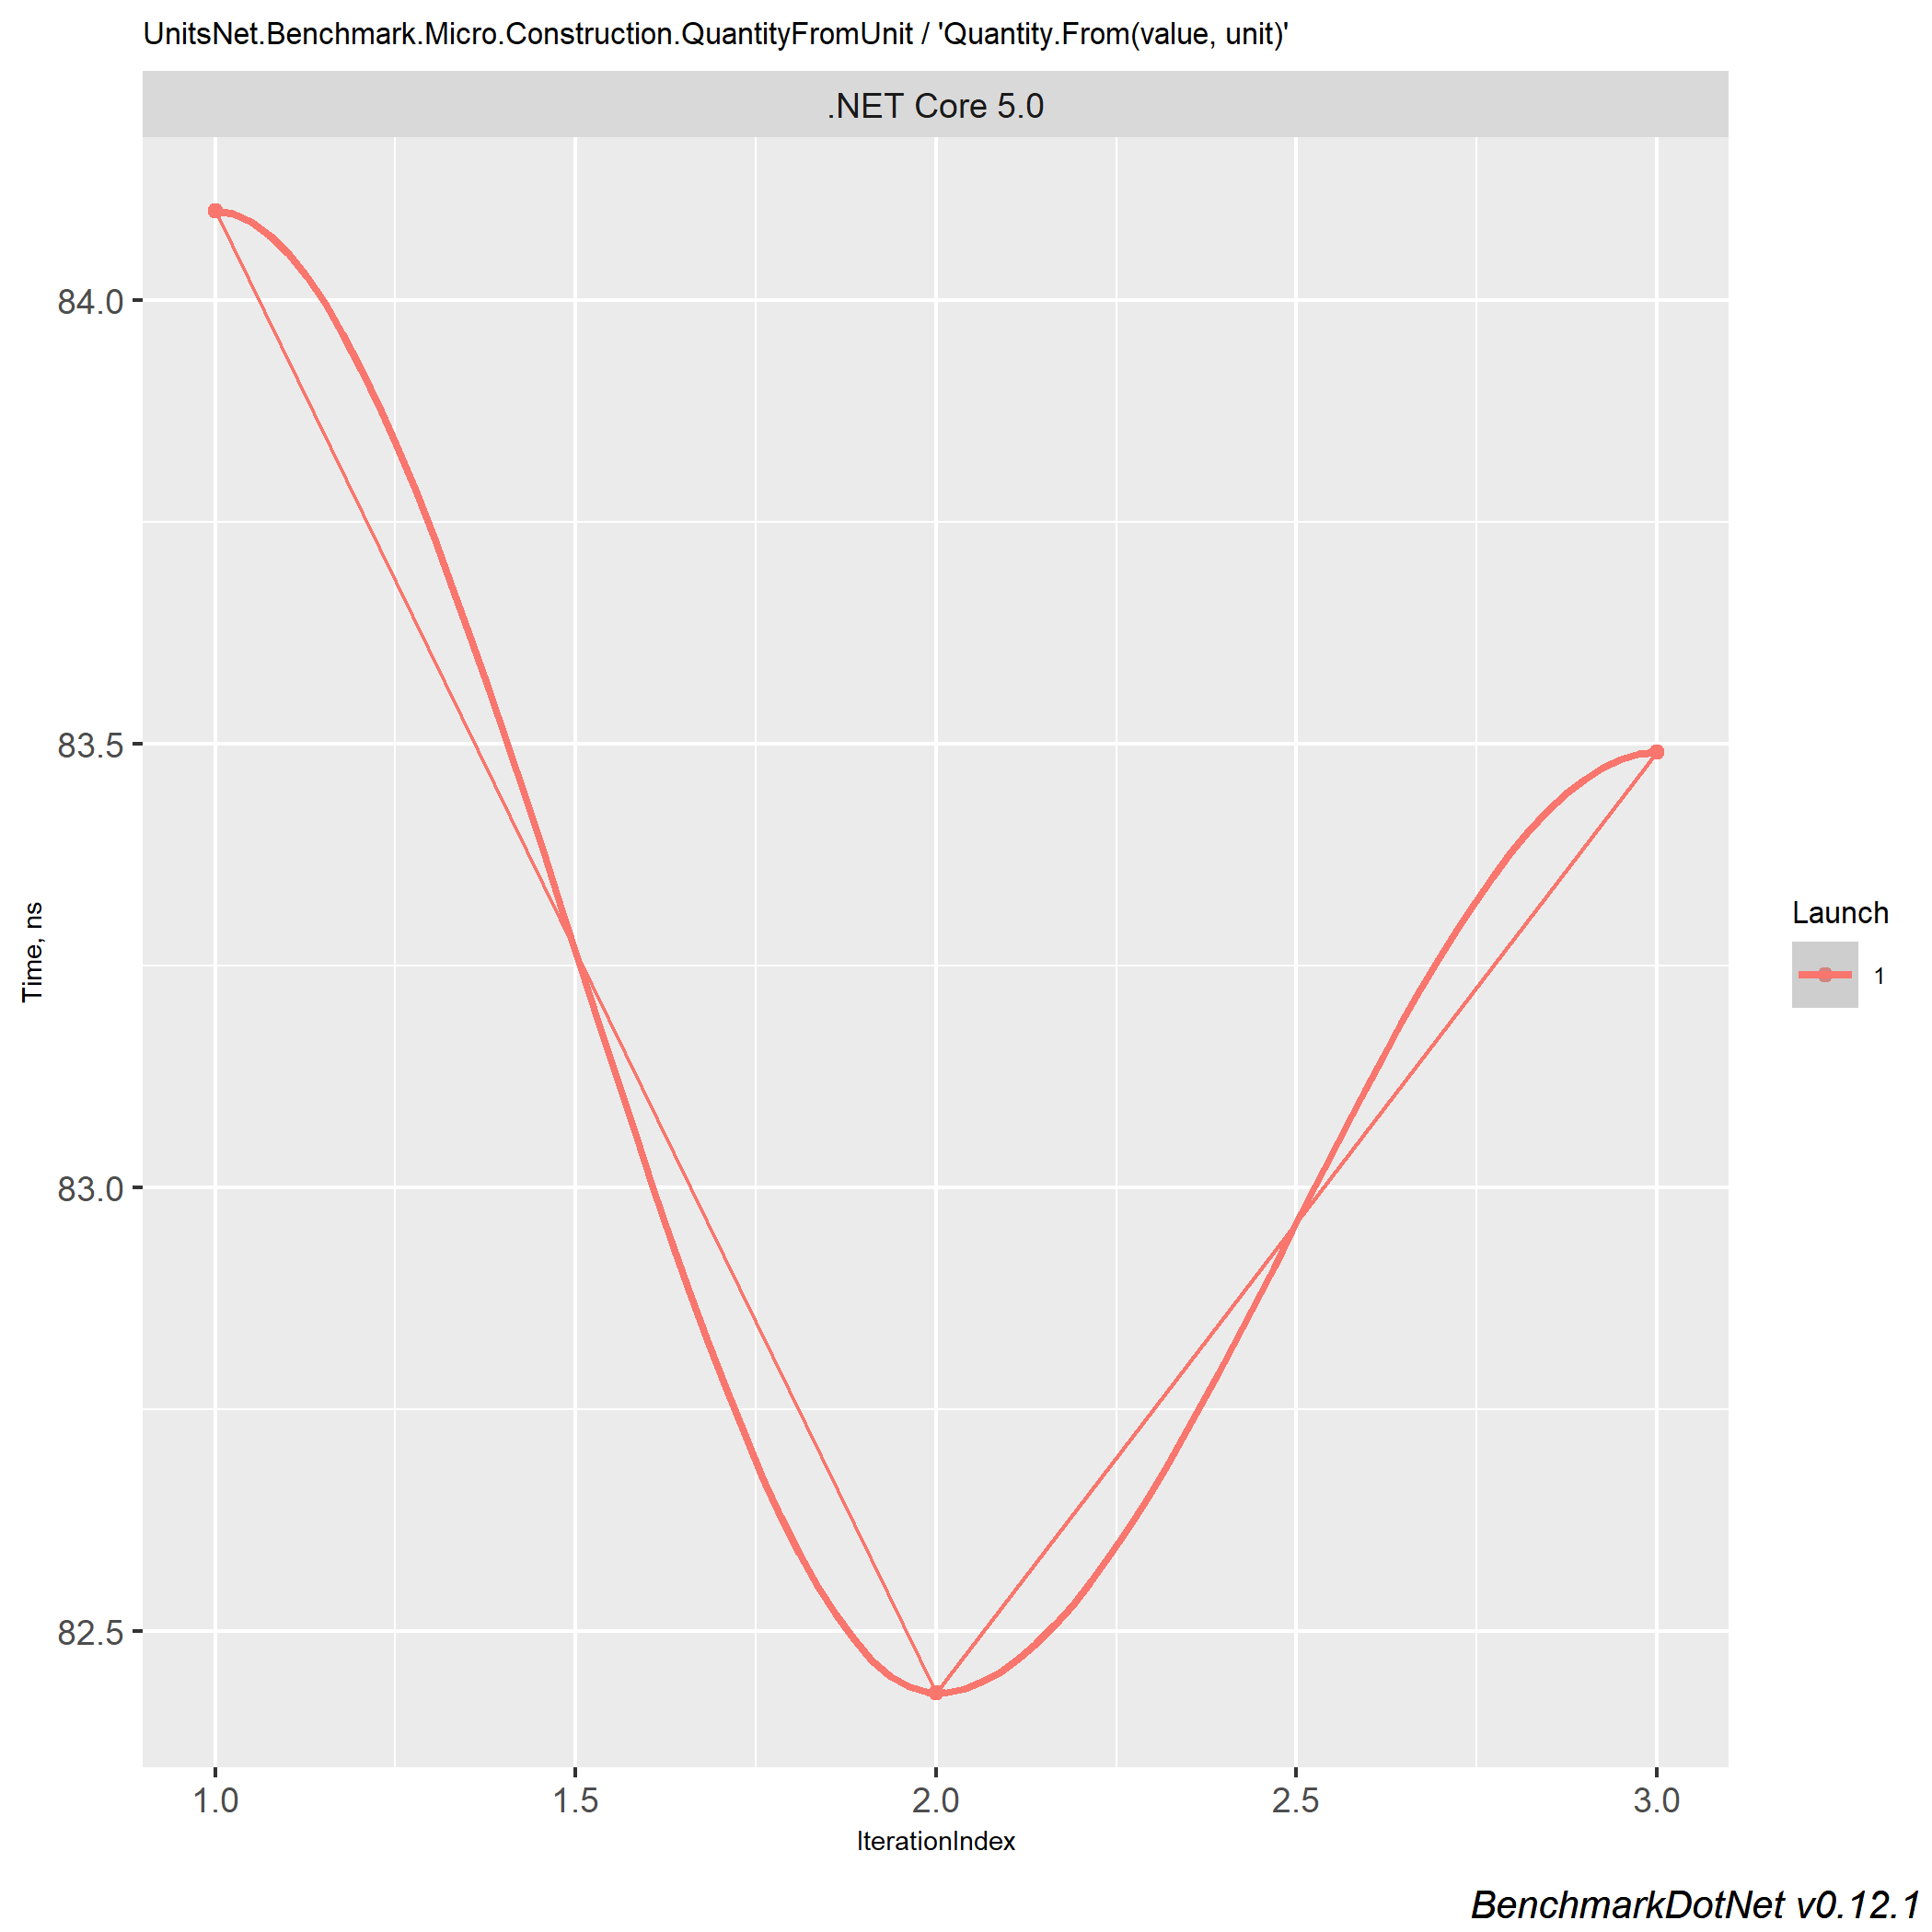 UnitsNet.Benchmark.Micro.Construction.QuantityFromUnit / 'Quantity.From(value, unit)'
.NET Core 5.0
84.0
83.5
83.0
82.5
Time, ns
1.0 1.5 2.0 2.5 3.0
IterationIndex
Launch
1
BenchmarkDotNet v0.12.1